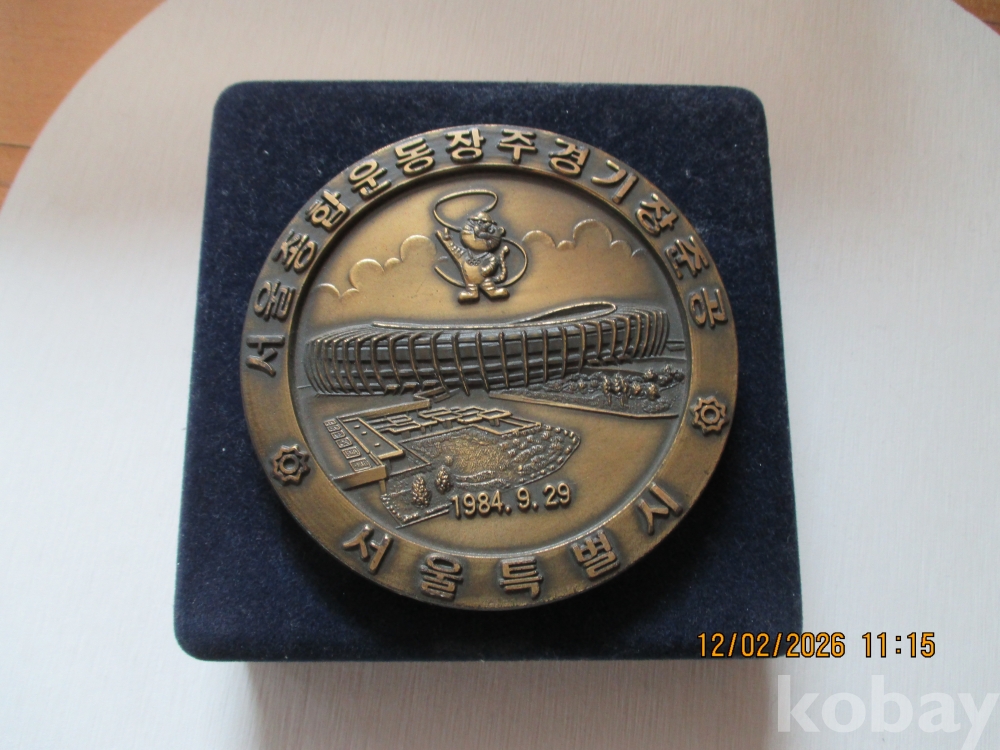 서울종합운동장주경기장준공
1984. 9. 29
서울특별시
12/02/2026 11:15
kobay